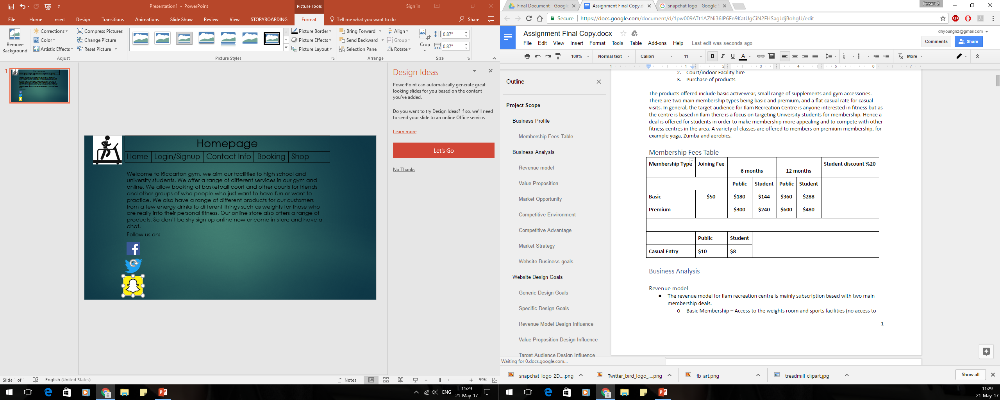 Presentation1 - PowerPoint
Picture Tools
Sign in
File Home Insert Design Transitions Animations Slide Show Review View STORYBOARDING Format Tell me what you want to do Share
Remove Background
Corrections
Color
Artistic Effects
Compress Pictures
Change Picture
Reset Picture
Adjust
Picture Styles
Picture Border
Picture Effects
Picture Layout
Bring Forward
Send Backward
Selection Pane
Align
Group
Rotate
Arrange
Crop
0.87"
0.87"
Size
1
Homepage
Home Login/Signup Contact Info Booking Shop
Welcome to Riccarton gym, we aim our facilities to high school and
university students. We offer a range of different services in our gym and
online. We allow booking of basketball court and other courts for friends
and other groups of who people who just want to have fun or want to
practice. We also have a range of different products for our customers
from a few energy drinks to different things such as weights for those who
are really into their personal fitness. Our online store also offers a range of
products. So don't be shy sign up online now or come in store and have a
chat.
Follow us on:
Design Ideas
PowerPoint can automatically generate great
looking slides for you based on the content
you've added.
Do you want to try Design Ideas? If so, we'll need
to send your slide to an online Office service.
Learn more
Let's Go
No Thanks
Slide 1 of 1
English (United States)
Notes
59%
ENG
11:29
21-May-17
Final Document - Google
Assignment Final Copy.d
snapchat logo - Google S
Person 2
Secure https://docs.google.com/document/d/1pw009ATt1AZNi36IP6Fn9KatUgCiN2FHSagJdjBohgU/edit
ABP
Assignment Final Copy.docx
dhyoungnz@gmail.com
File Edit View Insert Format Tools Table Add-ons Help Last edit was seconds ago
Comments
Share
100% Normal text Calibri 11 B I U A More
1 1 2 3 4 5 6 7
Outline
Project Scope
Business Profile
Membership Fees Table
Business Analysis
Revenue model
Value Proposition
Market Opportunity
Competitive Environment
Competitive Advantage
Market Strategy
Website Business goals
Website Design Goals
Generic Design Goals
Specific Design Goals
Revenue Model Design Influence
Value Proposition Design Influence
Target Audience Design Influence
2. Court/indoor Facility hire
3. Purchase of products
The products offered include basic activewear, small range of supplements and gym accessories.
There are two main membership types being basic and premium, and a flat casual rate for casual
visits. In general, the target audience for Ilam Recreation Centre is anyone interested in fitness but as
the centre is based in Ilam there is a focus on targeting University students for membership. Hence a
deal is offered for students in order to make membership more appealing and to compete with other
fitness centres in the area. A variety of classes are offered to members on premium membership, for
example yoga, Zumba and aerobics.
Membership Fees Table
Membership Type Joining Fee 6 months 12 months Student discount %20
Public Student Public Student
Basic $50 $180 $144 $360 $288
Premium - $300 $240 $600 $480
Public Student
Casual Entry $10 $8
Business Analysis
Revenue model
● The revenue model for Ilam recreation centre is mainly subscription based with two main
membership deals.
o Basic Membership – Access to the weights room and sports facilities (no access to
1
Waiting for 0.docs.google.com...
snapchat-logo-2D....png
Twitter_bird_logo_....png
fb-art.png
treadmill-clipart.jpg
Show all
11:29
21-May-17